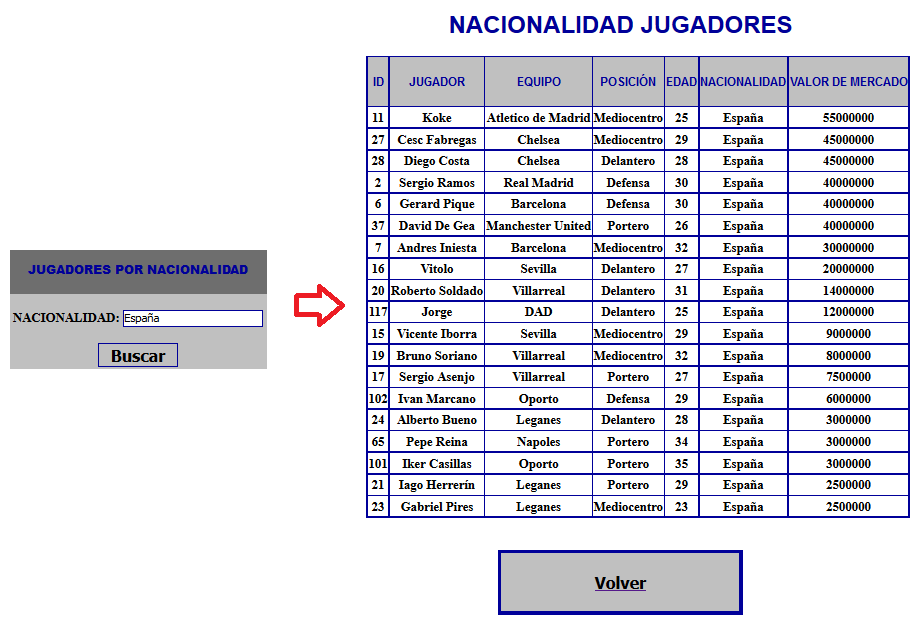 JUGADORES POR NACIONALIDAD
NACIONALIDAD: España
Buscar
NACIONALIDAD JUGADORES
ID JUGADOR EQUIPO POSICIÓN EDAD NACIONALIDAD VALOR DE MERCADO
11 Koke Atletico de Madrid Mediocentro 25 España 55000000
27 Cesc Fabregas Chelsea Mediocentro 29 España 45000000
28 Diego Costa Chelsea Delantero 28 España 45000000
2 Sergio Ramos Real Madrid Defensa 30 España 40000000
6 Gerard Pique Barcelona Defensa 30 España 40000000
37 David De Gea Manchester United Portero 26 España 40000000
7 Andres Iniesta Barcelona Mediocentro 32 España 30000000
16 Vitolo Sevilla Delantero 27 España 20000000
20 Roberto Soldado Villarreal Delantero 31 España 14000000
117 Jorge DAD Delantero 25 España 12000000
15 Vicente Iborra Sevilla Mediocentro 29 España 9000000
19 Bruno Soriano Villarreal Mediocentro 32 España 8000000
17 Sergio Asenjo Villarreal Portero 27 España 7500000
102 Ivan Marcano Oporto Defensa 29 España 6000000
24 Alberto Bueno Leganes Delantero 28 España 3000000
65 Pepe Reina Napoles Portero 34 España 3000000
101 Iker Casillas Oporto Portero 35 España 3000000
21 Iago Herrerín Leganes Portero 29 España 2500000
23 Gabriel Pires Leganes Mediocentro 23 España 2500000
Volver